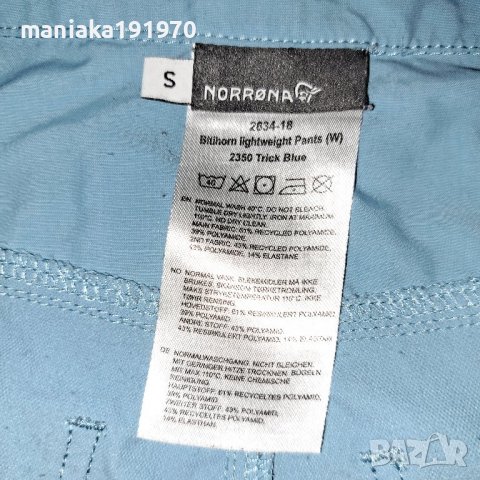 maniaka191970
S
NORRØNA
2634-18
Bitihorn lightweight Pants (W)
2350 Trick Blue
40
EN NORMAL WASH 40°C. DO NOT BLEACH.
TUMBLE DRY LIGHTLY. IRON AT MAXIMUM
110°C. NO DRY CLEAN.
MAIN FABRIC: 61% RECYCLED POLYAMIDE,
39% POLYAMIDE.
2ND FABRIC: 43% RECYCLED POLYAMIDE,
43% POLYAMIDE, 14% ELASTANE
NO NORMAL VASK. BLEKEMIDLER MÅ IKKE
BRUKES. SKÅNSOM TØRKETROMLING.
MAKS STRYKETEMPERATUR 110°C. IKKE
TØRR RENSING.
HOVEDSTOFF: 61% RESIRKULERT POLYAMID,
39% POLYAMID.
ANDRE STOFF: 43% POLYAMID,
43% RESIRKULERT POLYAMID, 14%
DE NORMALWASCHGANG. NICHT BLEICHEN.
MIT GERINGER HITZE TROCKNEN. BÜGELN
MIT MAX 110°C. KEINE CHEMISCHE
REINIGUNG.
HAUPTSTOFF: 61% RECYCELTES POLYAMID,
39% POLYAMID.
ZWEITER STOFF: 43% POLYAMID,
43% RECYCELTES POLYAMID,
14% ELASTHAN.
BAZAR